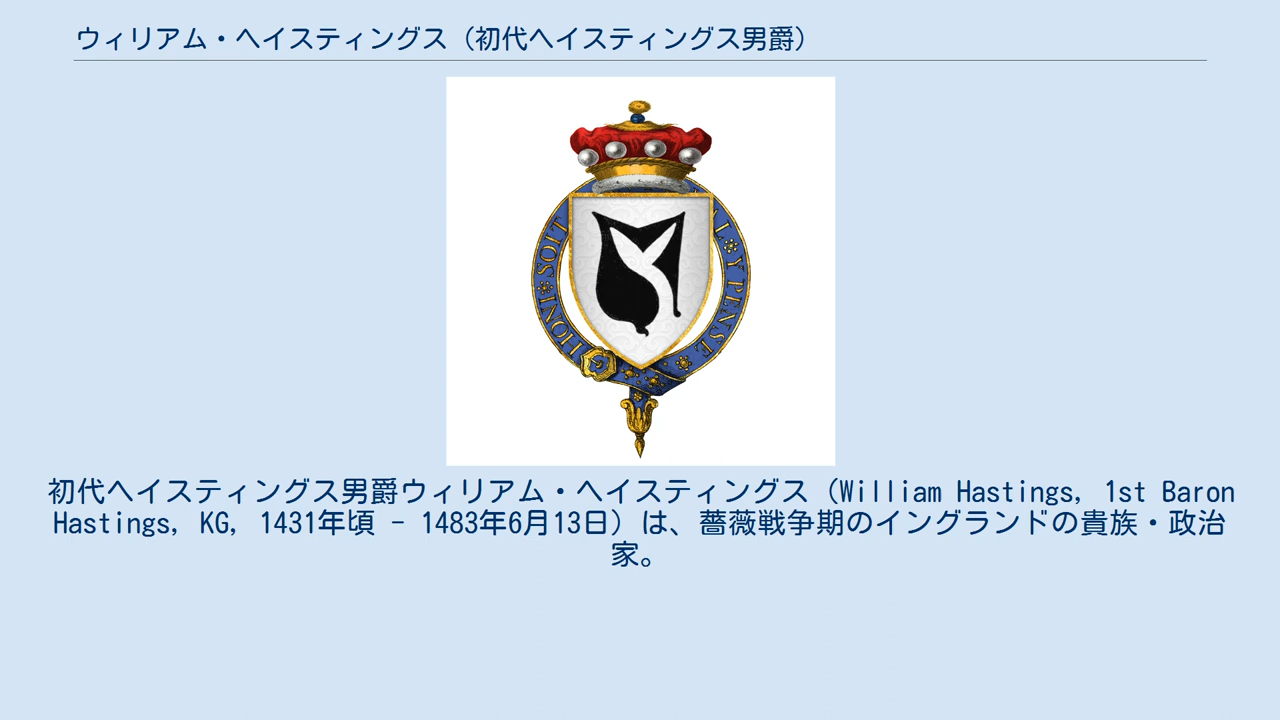 ウィリアム・ヘイスティングス（初代ヘイスティングス男爵）
HONI SOIT
L Y PENSE
初代ヘイスティングス男爵ウィリアム・ヘイスティングス（William Hastings, 1st Baron
Hastings, KG, 1431年頃 - 1483年6月13日）は、薔薇戦争期のイングランドの貴族・政治
家。